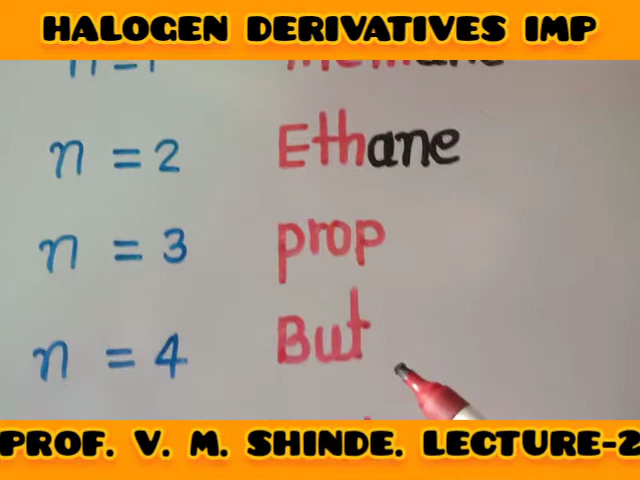 HALOGEN DERIVATIVES IMP
n = 2 Ethane
n = 3 prop
n = 4 But
PROF. V. M. SHINDE. LECTURE-2